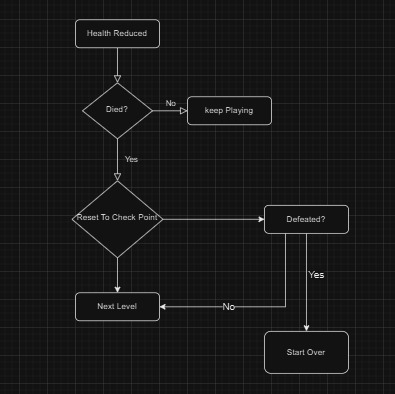 Health Reduced
Died?
No
keep Playing
Yes
Reset To Check Point
Defeated?
Yes
Next Level
No
Start Over